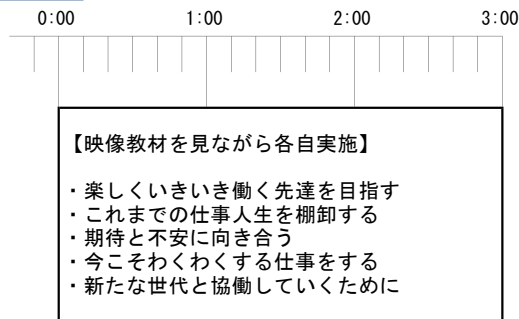 0:00 1:00 2:00 3:00
【映像教材を見ながら各自実施】
・楽しくいきいき働く先達を目指す
・これまでの仕事人生を棚卸する
・期待と不安に向き合う
・今こそわくわくする仕事をする
・新たな世代と協働していくために